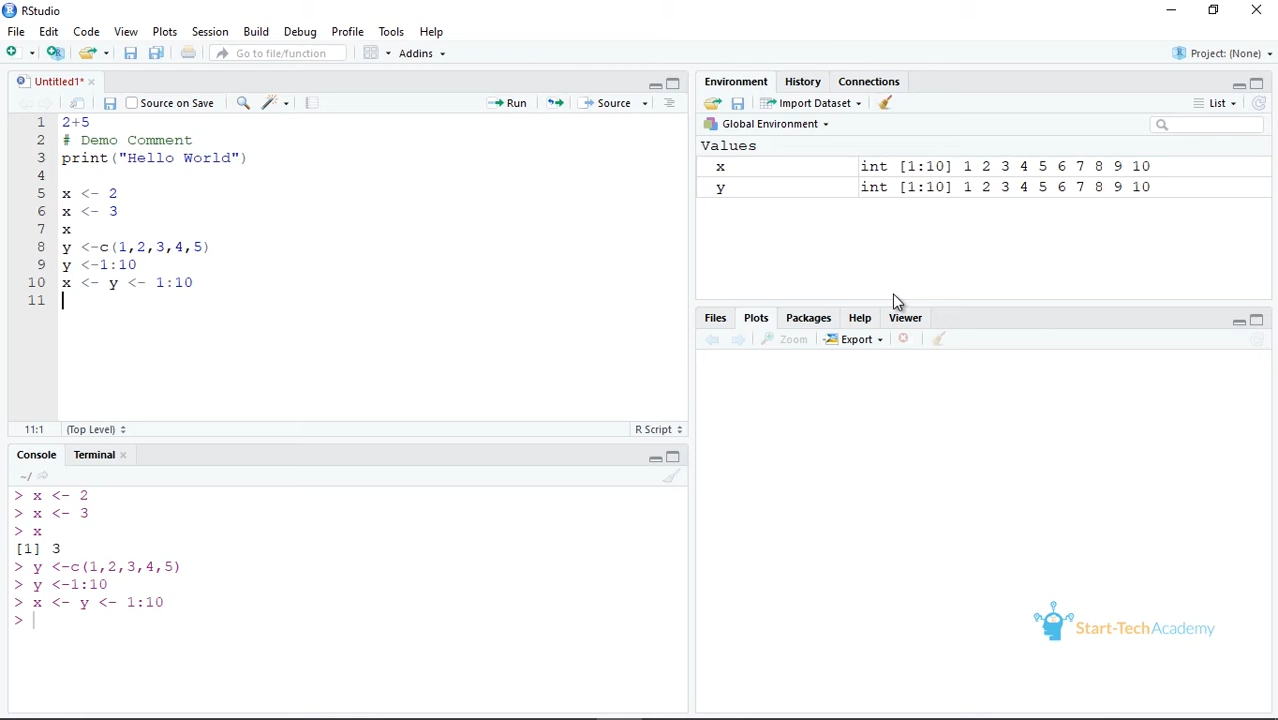 RStudio
File Edit Code View Plots Session Build Debug Profile Tools Help
Go to file/function Addins Project: (None)
Untitled1*
Source on Save Run Source
1 2+5
2 # Demo Comment
3 print("Hello World")
4
5 x <- 2
6 x <- 3
7 x
8 y <-c(1,2,3,4,5)
9 y <-1:10
10 x <- y <- 1:10
11
11:1 (Top Level) R Script
Console Terminal
~/
> x <- 2
> x <- 3
> x
[1] 3
> y <-c(1,2,3,4,5)
> y <-1:10
> x <- y <- 1:10
>
Environment History Connections
Import Dataset List
Global Environment
Values
x int [1:10] 1 2 3 4 5 6 7 8 9 10
y int [1:10] 1 2 3 4 5 6 7 8 9 10
Files Plots Packages Help Viewer
Zoom Export
Start-TechAcademy